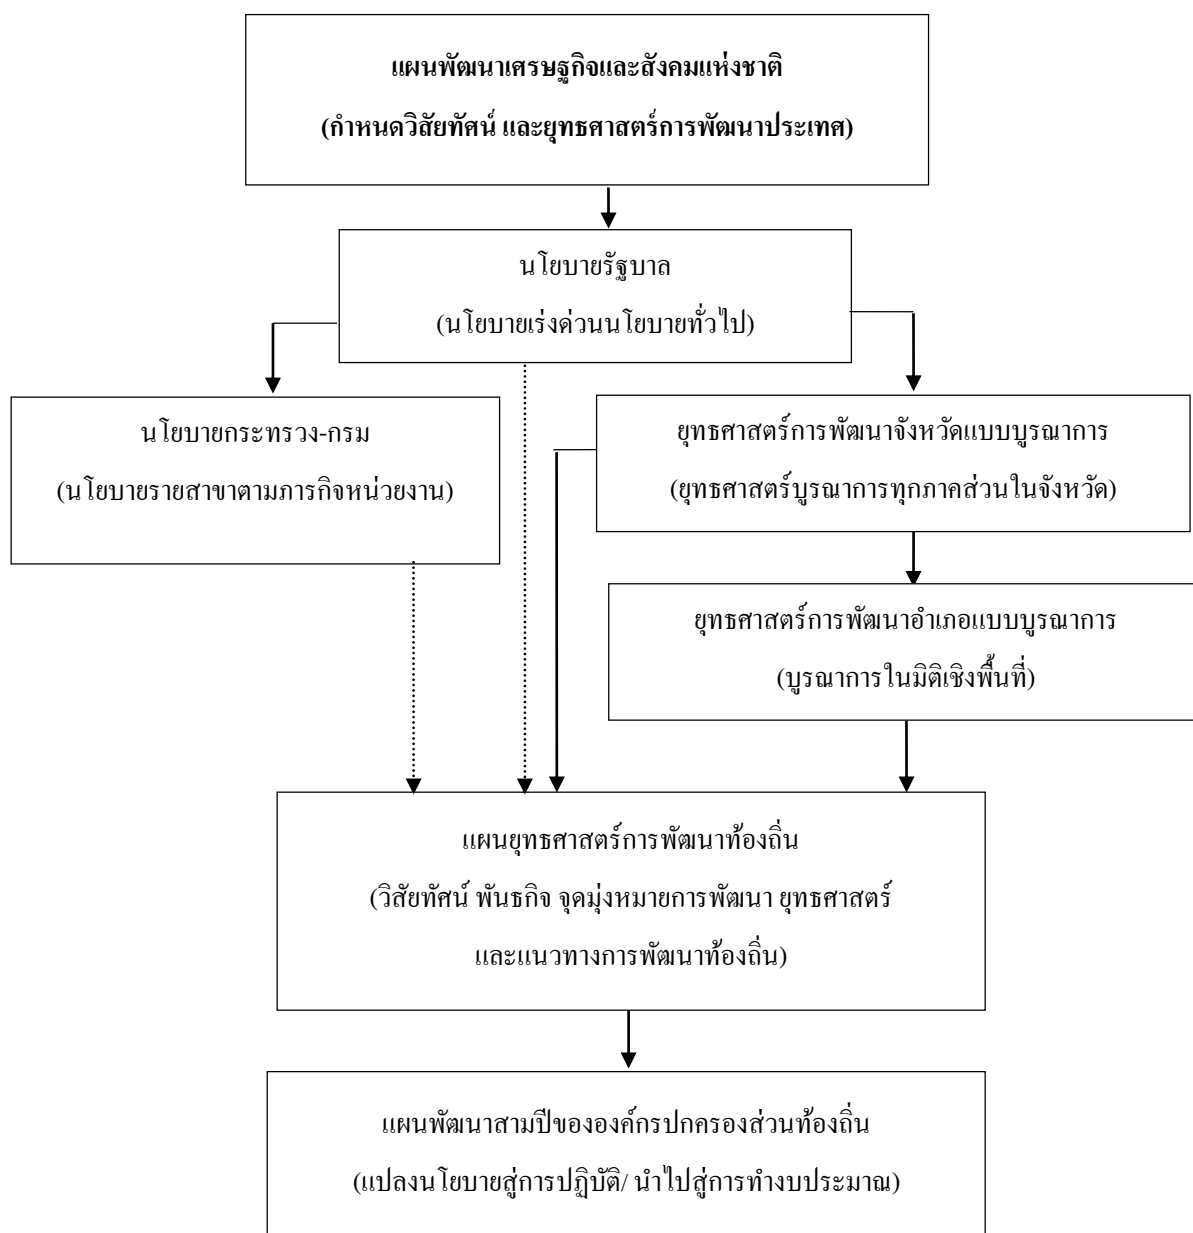 แผนพัฒนาเศรษฐกิจและสังคมแห่งชาติ
(กำหนดวิสัยทัศน์ และยุทธศาสตร์การพัฒนาประเทศ)
นโยบายรัฐบาล
(นโยบายเร่งด่วนนโยบายทั่วไป)
นโยบายกระทรวง-กรม
(นโยบายรายสาขาตามภารกิจหน่วยงาน)
ยุทธศาสตร์การพัฒนาจังหวัดแบบบูรณาการ
(ยุทธศาสตร์บูรณาการทุกภาคส่วนในจังหวัด)
ยุทธศาสตร์การพัฒนาอำเภอแบบบูรณาการ
(บูรณาการในมิติเชิงพื้นที่)
แผนยุทธศาสตร์การพัฒนาท้องถิ่น
(วิสัยทัศน์ พันธกิจ จุดมุ่งหมายการพัฒนา ยุทธศาสตร์
และแนวทางการพัฒนาท้องถิ่น)
แผนพัฒนาสามปีขององค์กรปกครองส่วนท้องถิ่น
(แปลงนโยบายสู่การปฏิบัติ/ นำไปสู่การทำงบประมาณ)